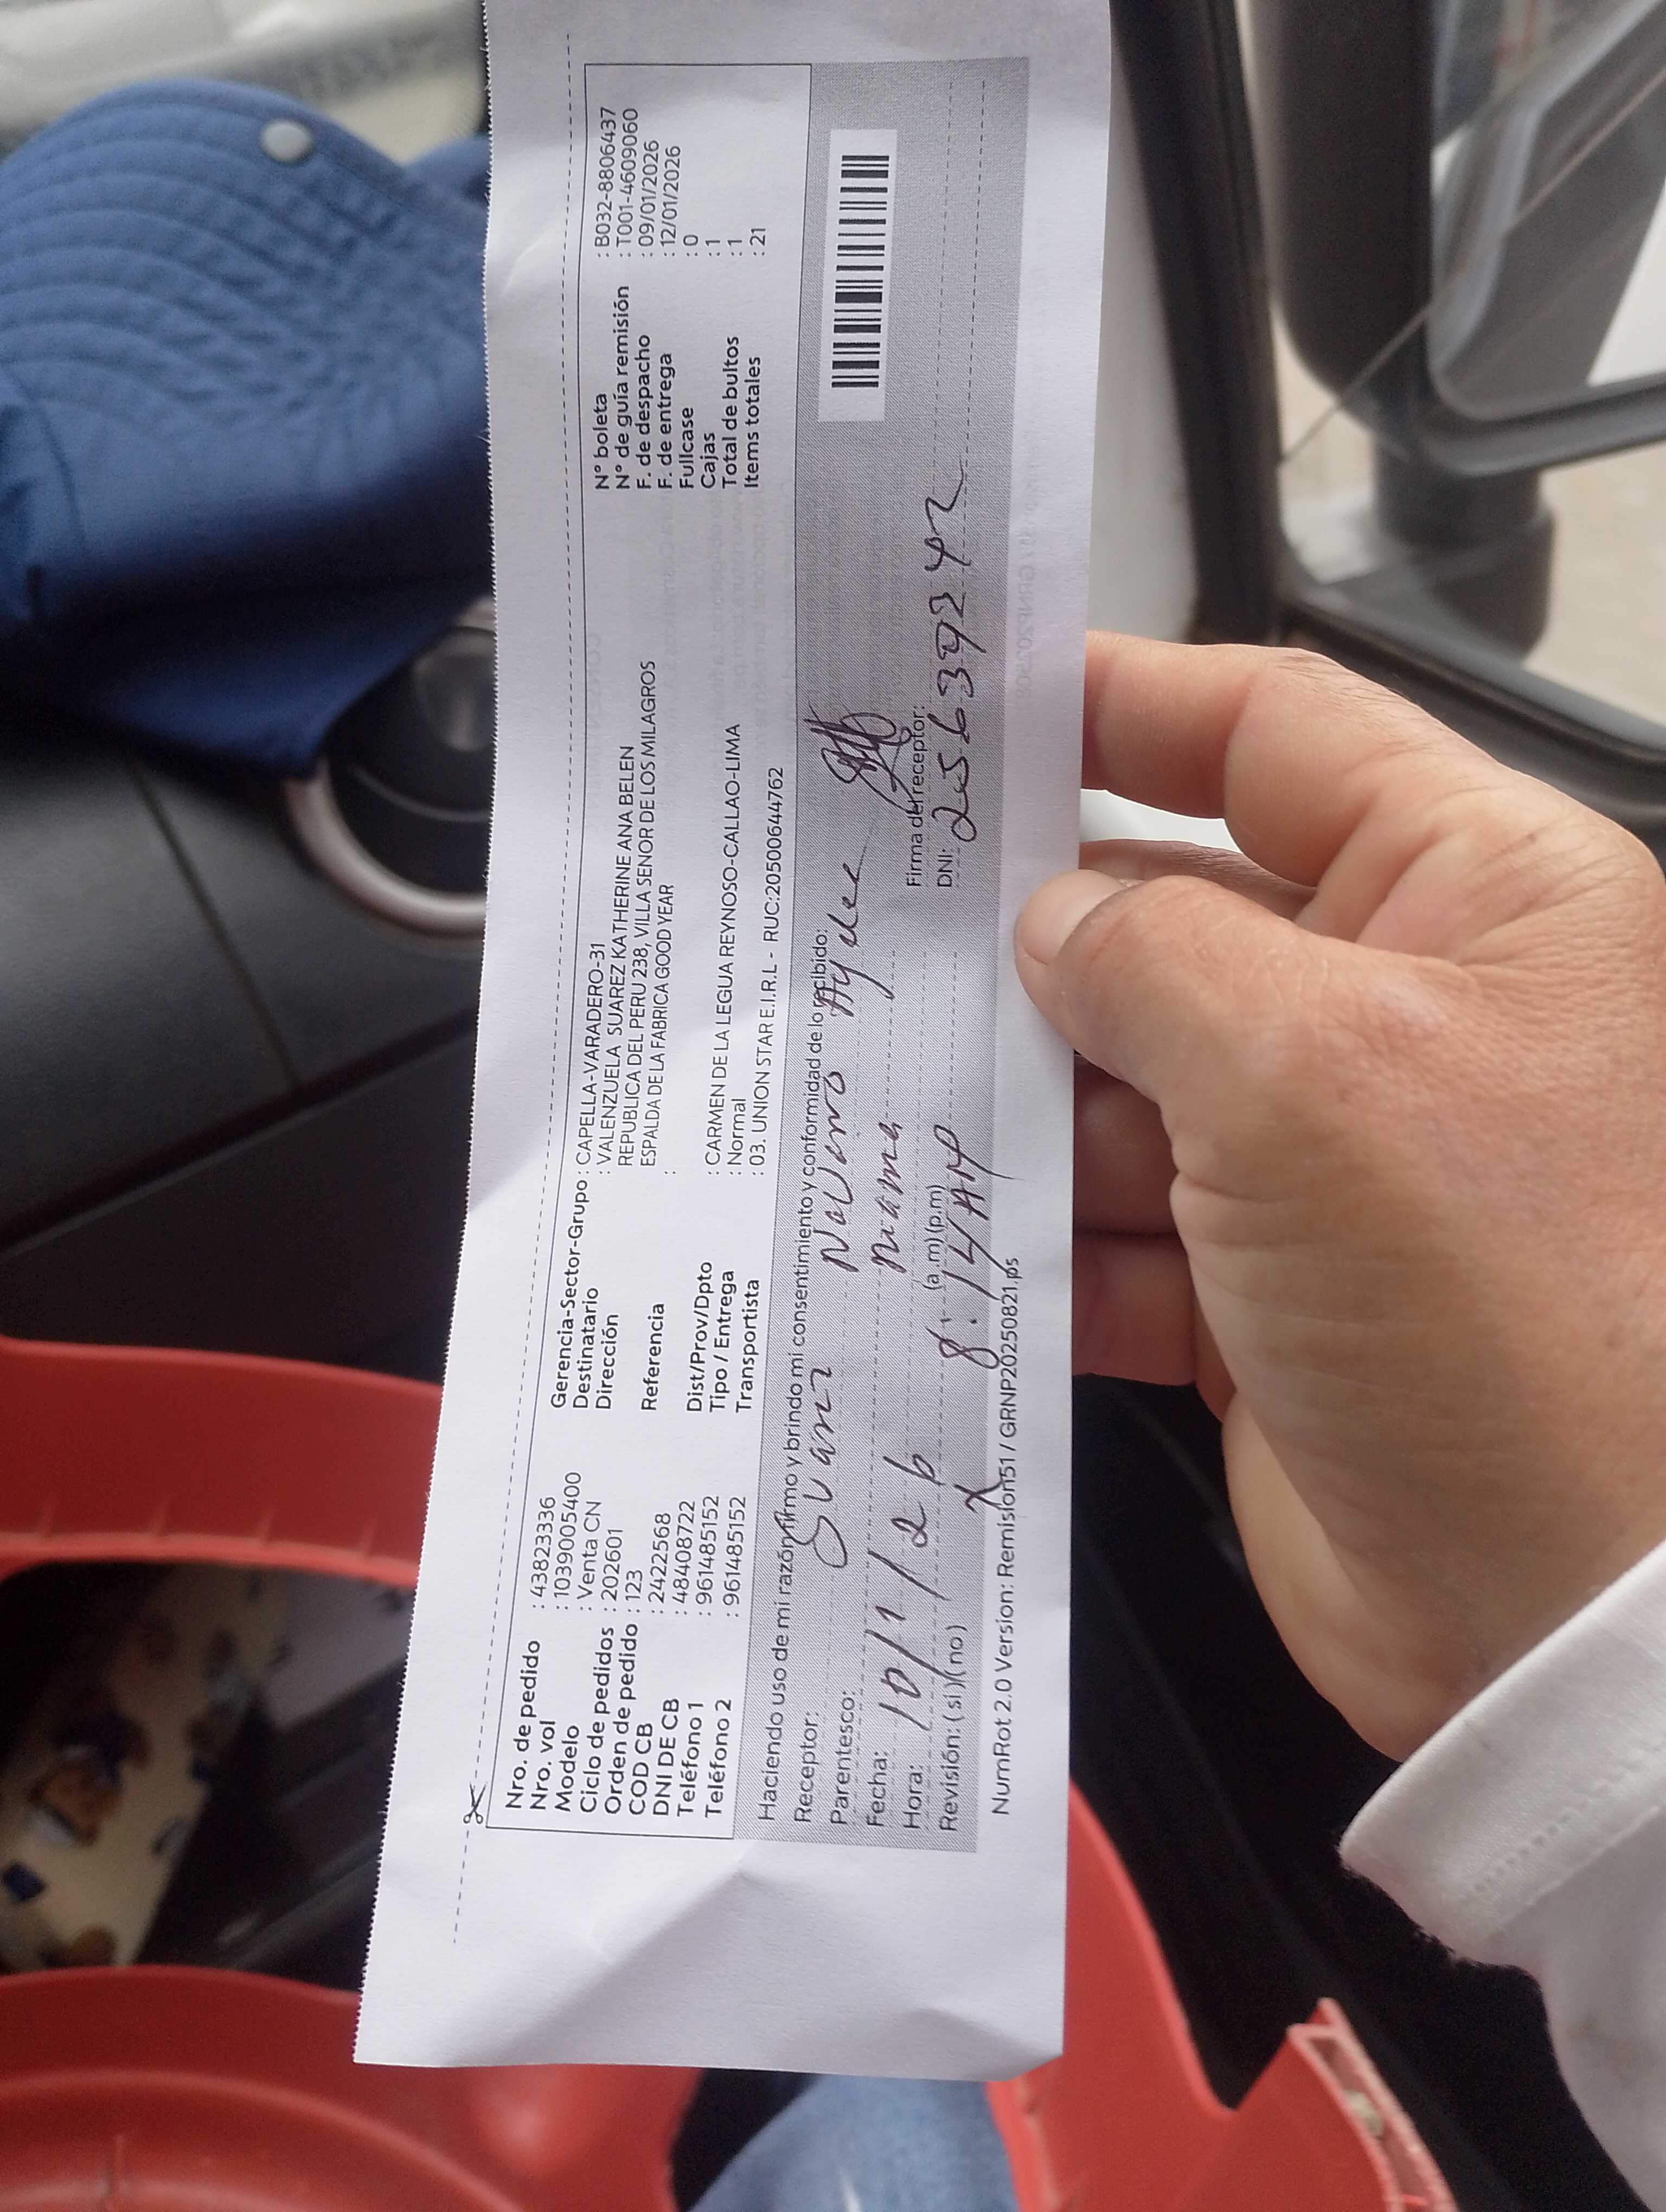 Nro. de pedido : 43823336
Nro. vol : 1039005400
Modelo : Venta CN
Ciclo de pedidos : 202601
Orden de pedido : 123
COD CB : 2422568
DNI DE CB : 48408722
Teléfono 1 : 961485152
Teléfono 2 : 961485152
Gerencia-Sector-Grupo : CAPELLA-VARADERO-31
Destinatario : VALENZUELA SUAREZ KATHERINE ANA BELEN
Dirección REPUBLICA DEL PERU 238, VILLA SENOR DE LOS MILAGROS
ESPALDA DE LA FABRICA GOOD YEAR
Referencia :
Dist/Prov/Dpto : CARMEN DE LA LEGUA REYNOSO-CALLAO-LIMA
Tipo / Entrega : Normal
Transportista : 03. UNION STAR E.I.R.L - RUC:20500644762
N° boleta : B032-8806437
N° de guía remisión : T001-4609060
F. de despacho : 09/01/2026
F. de entrega : 12/01/2026
Fullcase : 0
Cajas : 1
Total de bultos : 1
Items totales : 21
Haciendo uso de mi razón firmo y brindo mi consentimiento y conformidad de lo recibido:
Receptor: Navarro
Parentesco: mama
Fecha: 10/1/26
Hora: 8:14 AM (a.m) (p.m)
Revisión: (si) (no) X
Firma del receptor:
DNI:
NumRot 2.0 Version: Remision51 / GRNP20250821.ps